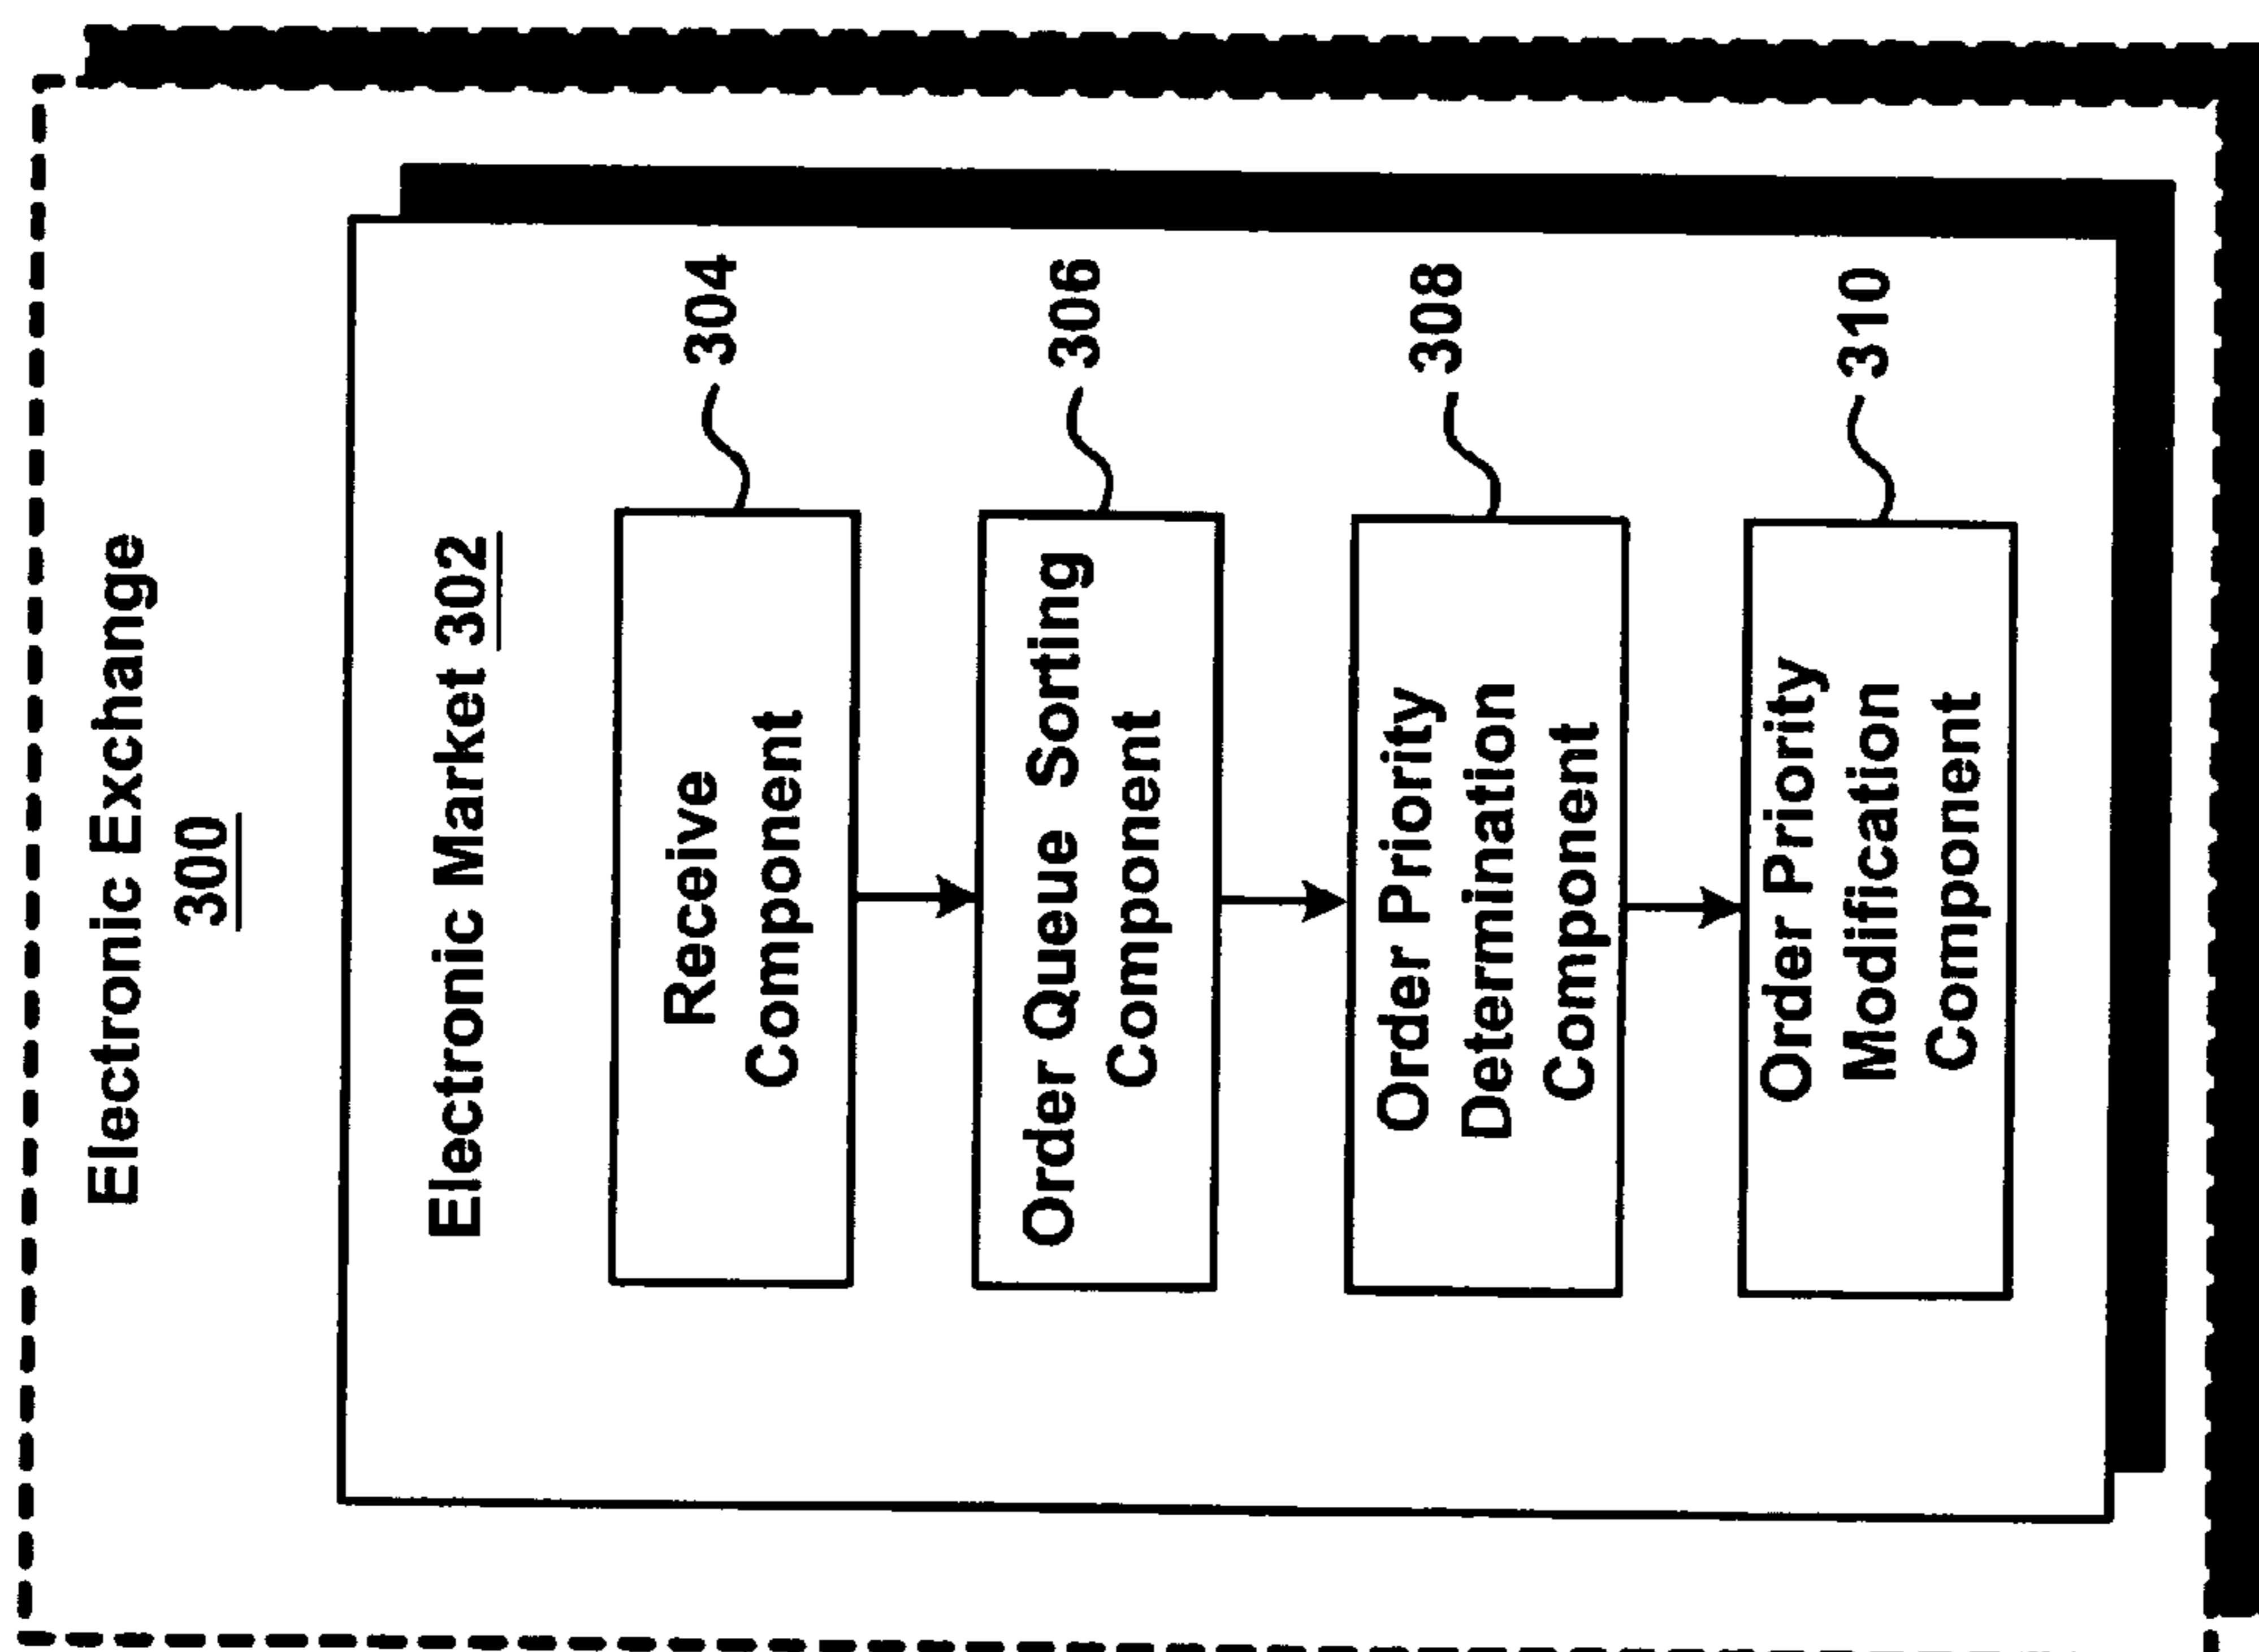 Electronic Exchange
300
Electronic Market 302
Receive
Component
304
Order Queue Sorting
Component
306
Order Priority
Determination
Component
308
Order Priority
Modification
Component
310